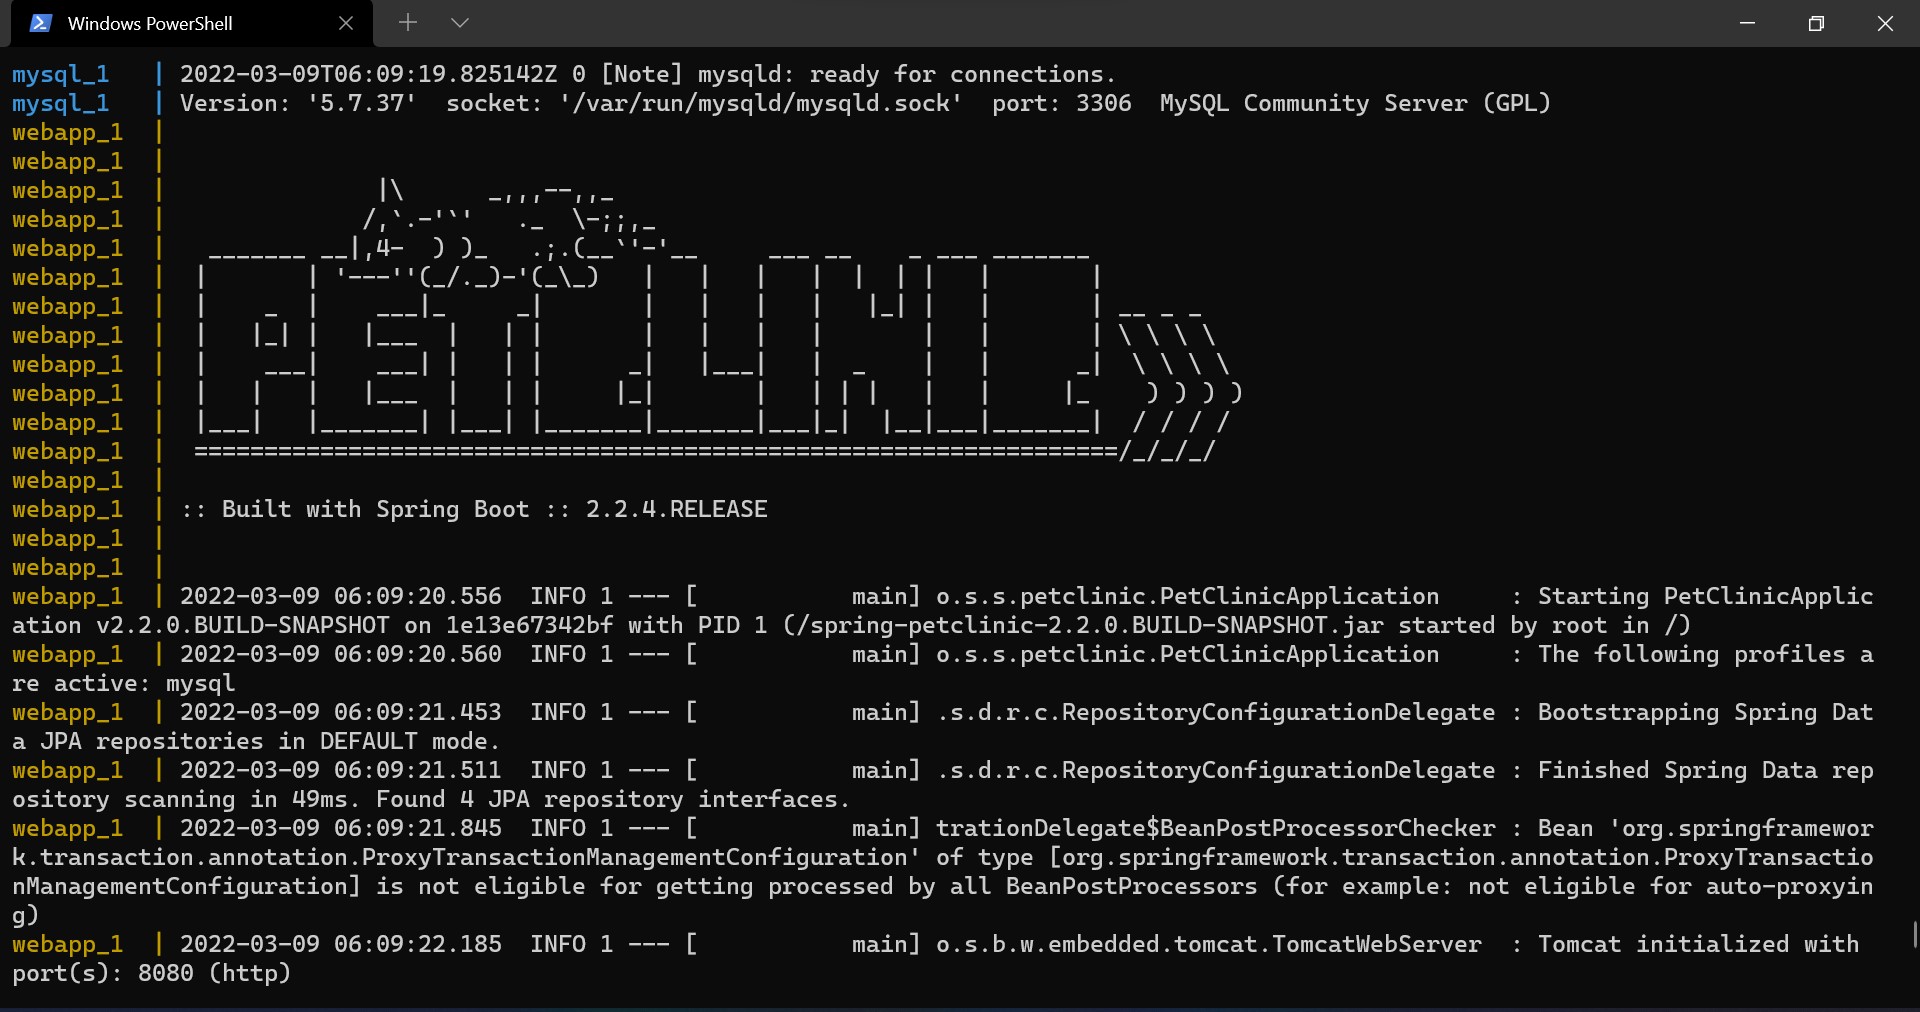 Windows PowerShell
mysql_1   | 2022-03-09T06:09:19.825142Z 0 [Note] mysqld: ready for connections.
mysql_1   | Version: '5.7.37'  socket: '/var/run/mysqld/mysqld.sock'  port: 3306  MySQL Community Server (GPL)
webapp_1  |
webapp_1  |
webapp_1  |                |\      _,,,--,,_
webapp_1  |               /,`.-'`'   ._  \-;;,_
webapp_1  |    _______ __|,4-  ) )_   .;.(__`'-'__     ___ __    _ ___ _______
webapp_1  |   |       | '---''(_/._)-'(_\_)   |   |   |   |  |  | |   |       |
webapp_1  |   |    _  |    ___|_     _|       |   |   |   |   |_| |   |       | __ _ _
webapp_1  |   |   |_| |   |___  |   | |       |   |   |   |       |   |       | \ \ \ \
webapp_1  |   |    ___|    ___| |   | |      _|   |___|   |  _    |   |      _|  \ \ \ \
webapp_1  |   |   |   |   |___  |   | |     |_|       |   | | |   |   |     |_    ) ) ) )
webapp_1  |   |___|   |_______| |___| |_______|_______|___|_|  |__|___|_______|  / / / /
webapp_1  |   ==================================================================/_/_/_/
webapp_1  |
webapp_1  | :: Built with Spring Boot :: 2.2.4.RELEASE
webapp_1  |
webapp_1  |
webapp_1  | 2022-03-09 06:09:20.556  INFO 1 --- [           main] o.s.s.petclinic.PetClinicApplication     : Starting PetClinicApplic
ation v2.2.0.BUILD-SNAPSHOT on 1e13e67342bf with PID 1 (/spring-petclinic-2.2.0.BUILD-SNAPSHOT.jar started by root in /)
webapp_1  | 2022-03-09 06:09:20.560  INFO 1 --- [           main] o.s.s.petclinic.PetClinicApplication     : The following profiles a
re active: mysql
webapp_1  | 2022-03-09 06:09:21.453  INFO 1 --- [           main] .s.d.r.c.RepositoryConfigurationDelegate : Bootstrapping Spring Dat
a JPA repositories in DEFAULT mode.
webapp_1  | 2022-03-09 06:09:21.511  INFO 1 --- [           main] .s.d.r.c.RepositoryConfigurationDelegate : Finished Spring Data rep
ository scanning in 49ms. Found 4 JPA repository interfaces.
webapp_1  | 2022-03-09 06:09:21.845  INFO 1 --- [           main] trationDelegate$BeanPostProcessorChecker : Bean 'org.springframewor
k.transaction.annotation.ProxyTransactionManagementConfiguration' of type [org.springframework.transaction.annotation.ProxyTransactio
nManagementConfiguration] is not eligible for getting processed by all BeanPostProcessors (for example: not eligible for auto-proxyin
g)
webapp_1  | 2022-03-09 06:09:22.185  INFO 1 --- [           main] o.s.b.w.embedded.tomcat.TomcatWebServer  : Tomcat initialized with
port(s): 8080 (http)